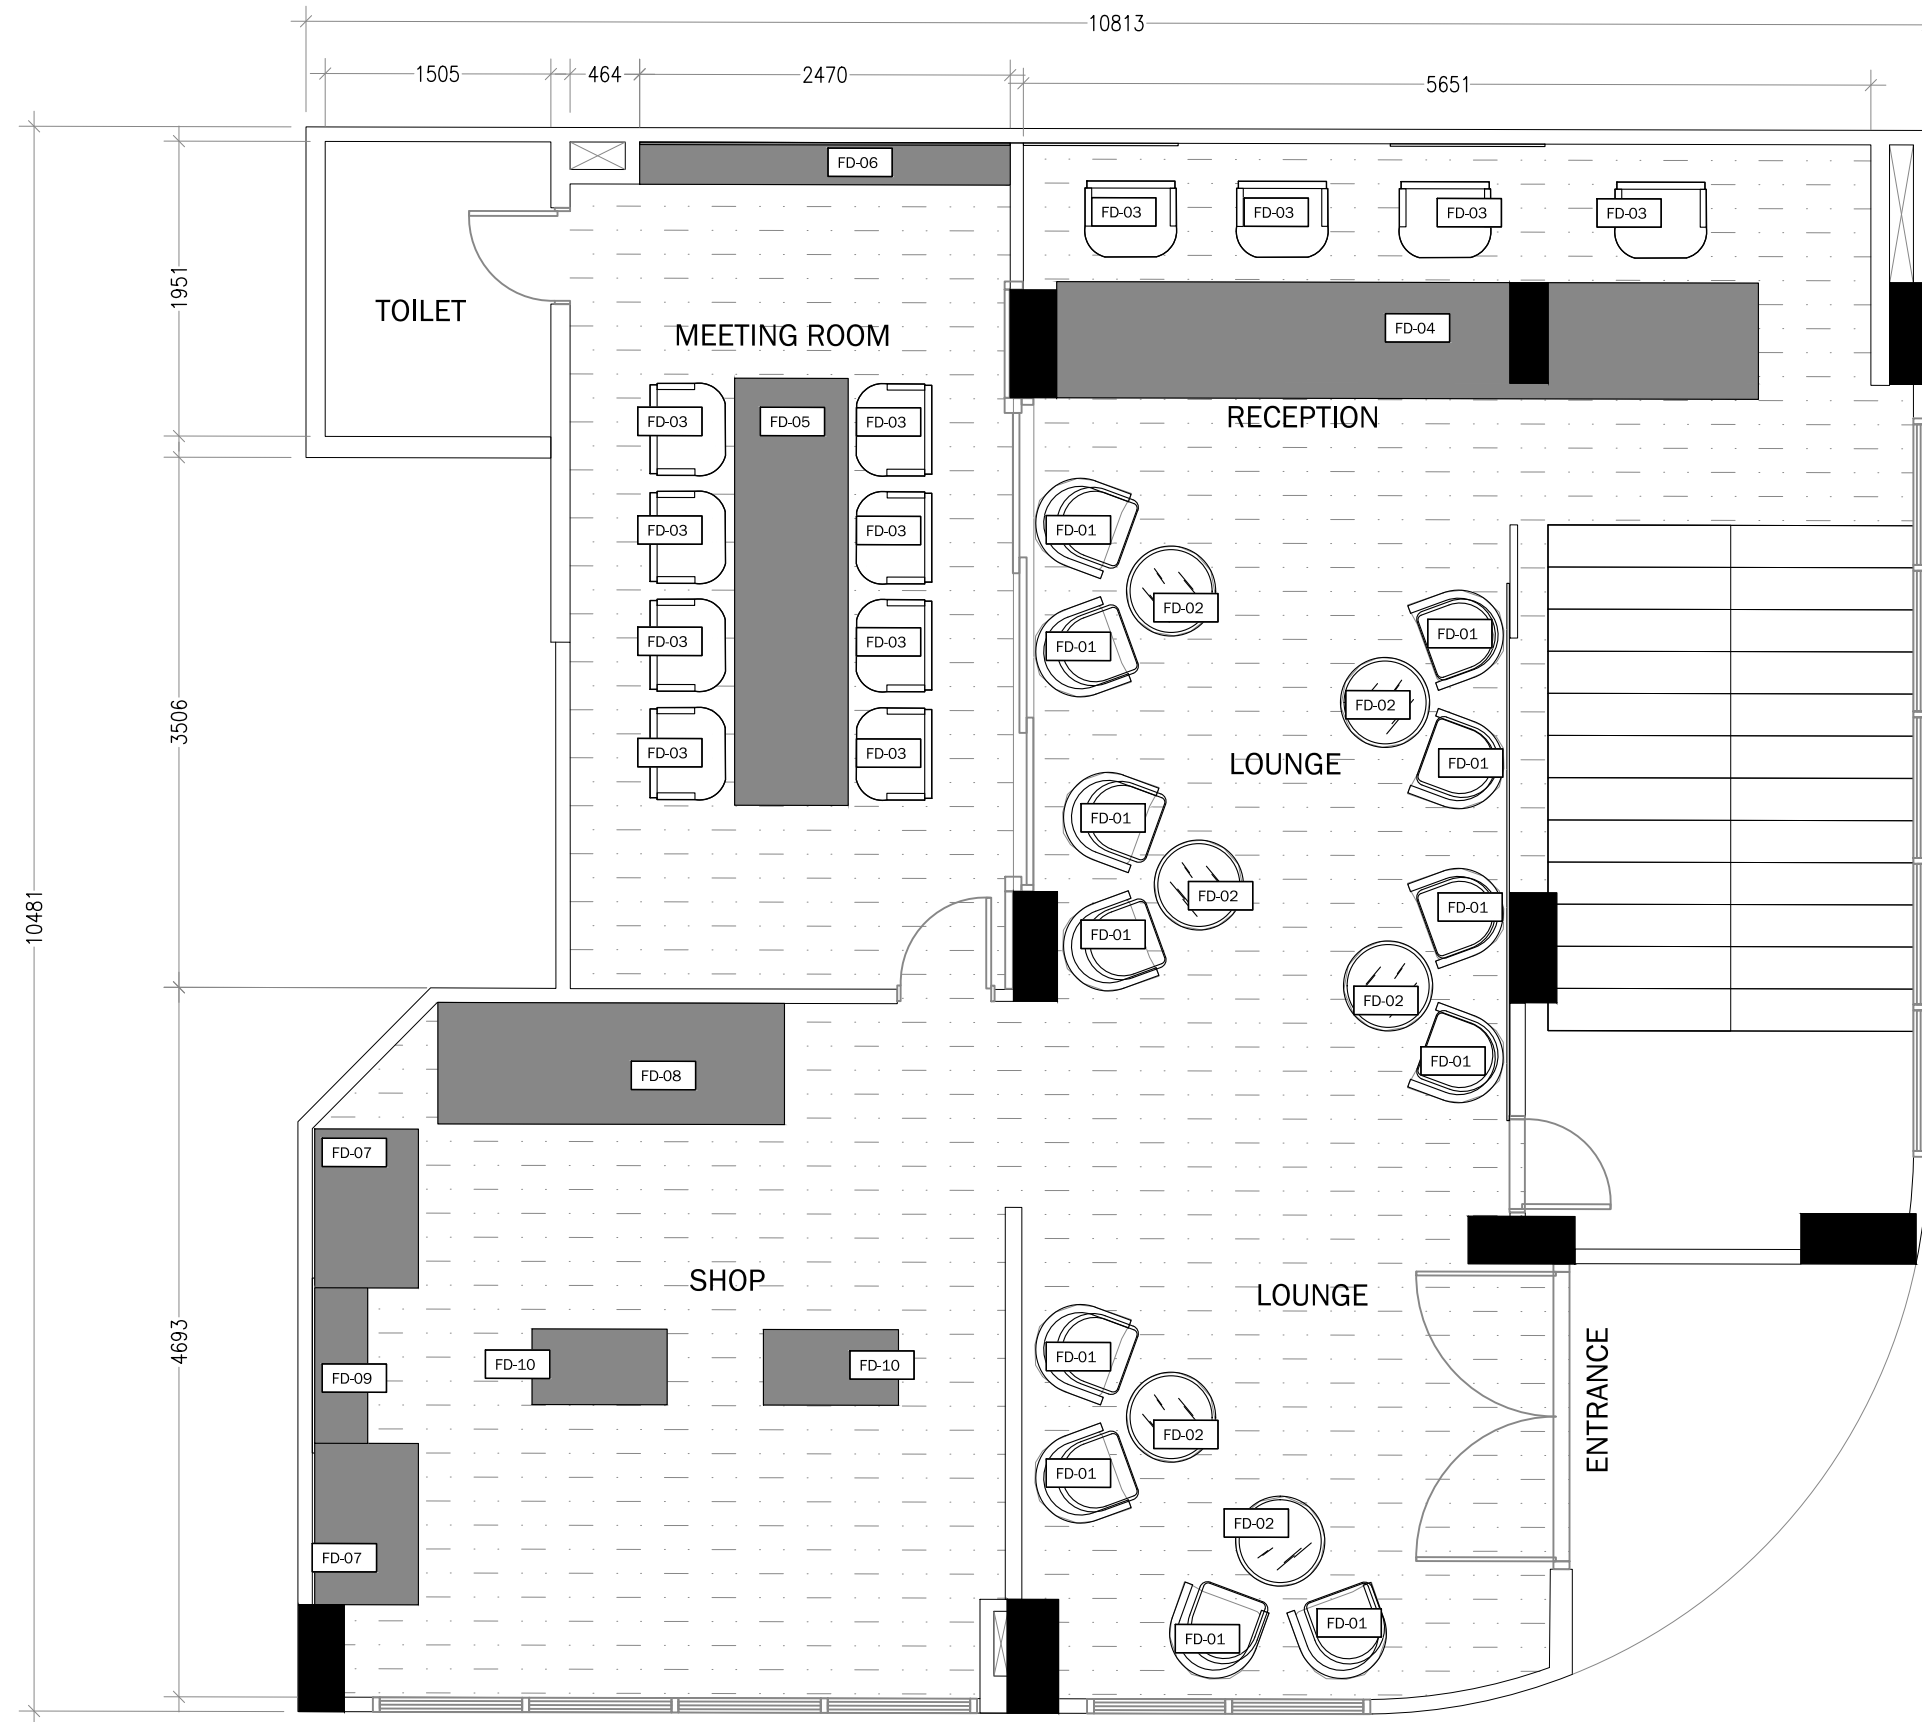 10813
1505
464
2470
5651
FD-06
FD-03
FD-03
FD-03
FD-03
1951
TOILET
MEETING ROOM
FD-04
RECEPTION
FD-03
FD-05
FD-03
FD-03
FD-03
FD-01
FD-02
FD-03
FD-03
FD-01
FD-01
FD-02
3506
FD-03
FD-03
LOUNGE
FD-01
FD-01
FD-02
10481
FD-01
FD-01
FD-02
FD-01
FD-08
FD-07
SHOP
LOUNGE
4693
FD-10
FD-10
FD-09
FD-01
ENTRANCE
FD-02
FD-01
FD-02
FD-07
FD-01
FD-01